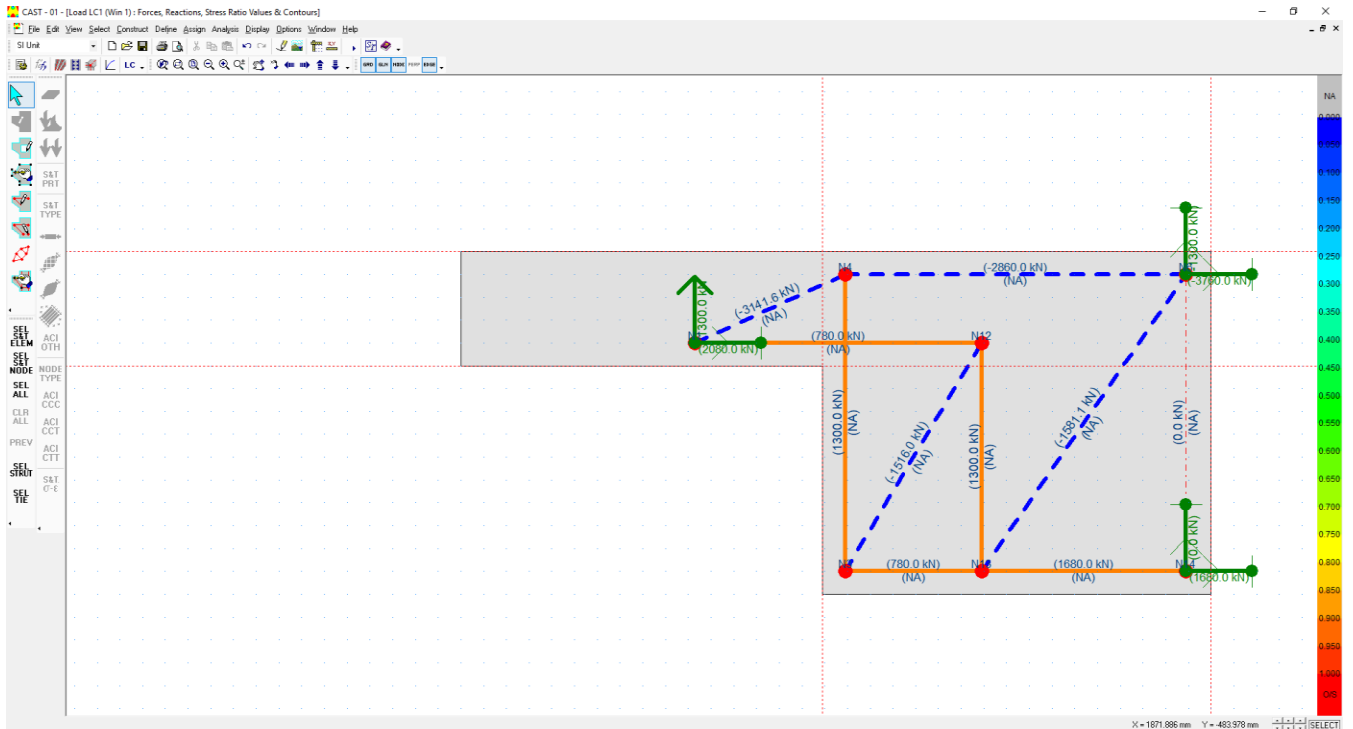 CAST - 01 - [Load LC1 (Win 1) : Forces, Reactions, Stress Ratio Values & Contours]
File Edit View Select Construct Define Assign Analysis Display Options Window Help
SI Unit
LC
GRD GLN NODE PERP EDGE
S&T PRT
S&T TYPE
SEL S&T ELEM
ACI OTH
SEL S&T NODE
NODE TYPE
SEL ALL
ACI CCC
CLR ALL
ACI CCT
PREV
ACI CTT
SEL STRUT
S&T
SEL TIE
NA
0.100
0.150
0.200
0.250
0.300
0.350
0.400
0.450
0.500
0.550
0.600
0.650
0.700
0.750
0.800
0.850
0.900
0.950
1.000
O/S
1300.0 kN)
N4
(-2860.0 kN)
(NA)
(-3760.0 kN)
1300.0 kN)
(-3141.6 kN)
(NA)
(2080.0 kN)
(780.0 kN)
(NA)
N12
(1300.0 kN)
(NA)
(-1516.0 kN)
(NA)
(1300.0 kN)
(NA)
(-1581.1 kN)
(NA)
(0.0 kN)
(NA)
(0.0 kN)
(780.0 kN)
(NA)
(1680.0 kN)
(NA)
(1680.0 kN)
X = 1871.886 mm Y = -483.978 mm
SELECT